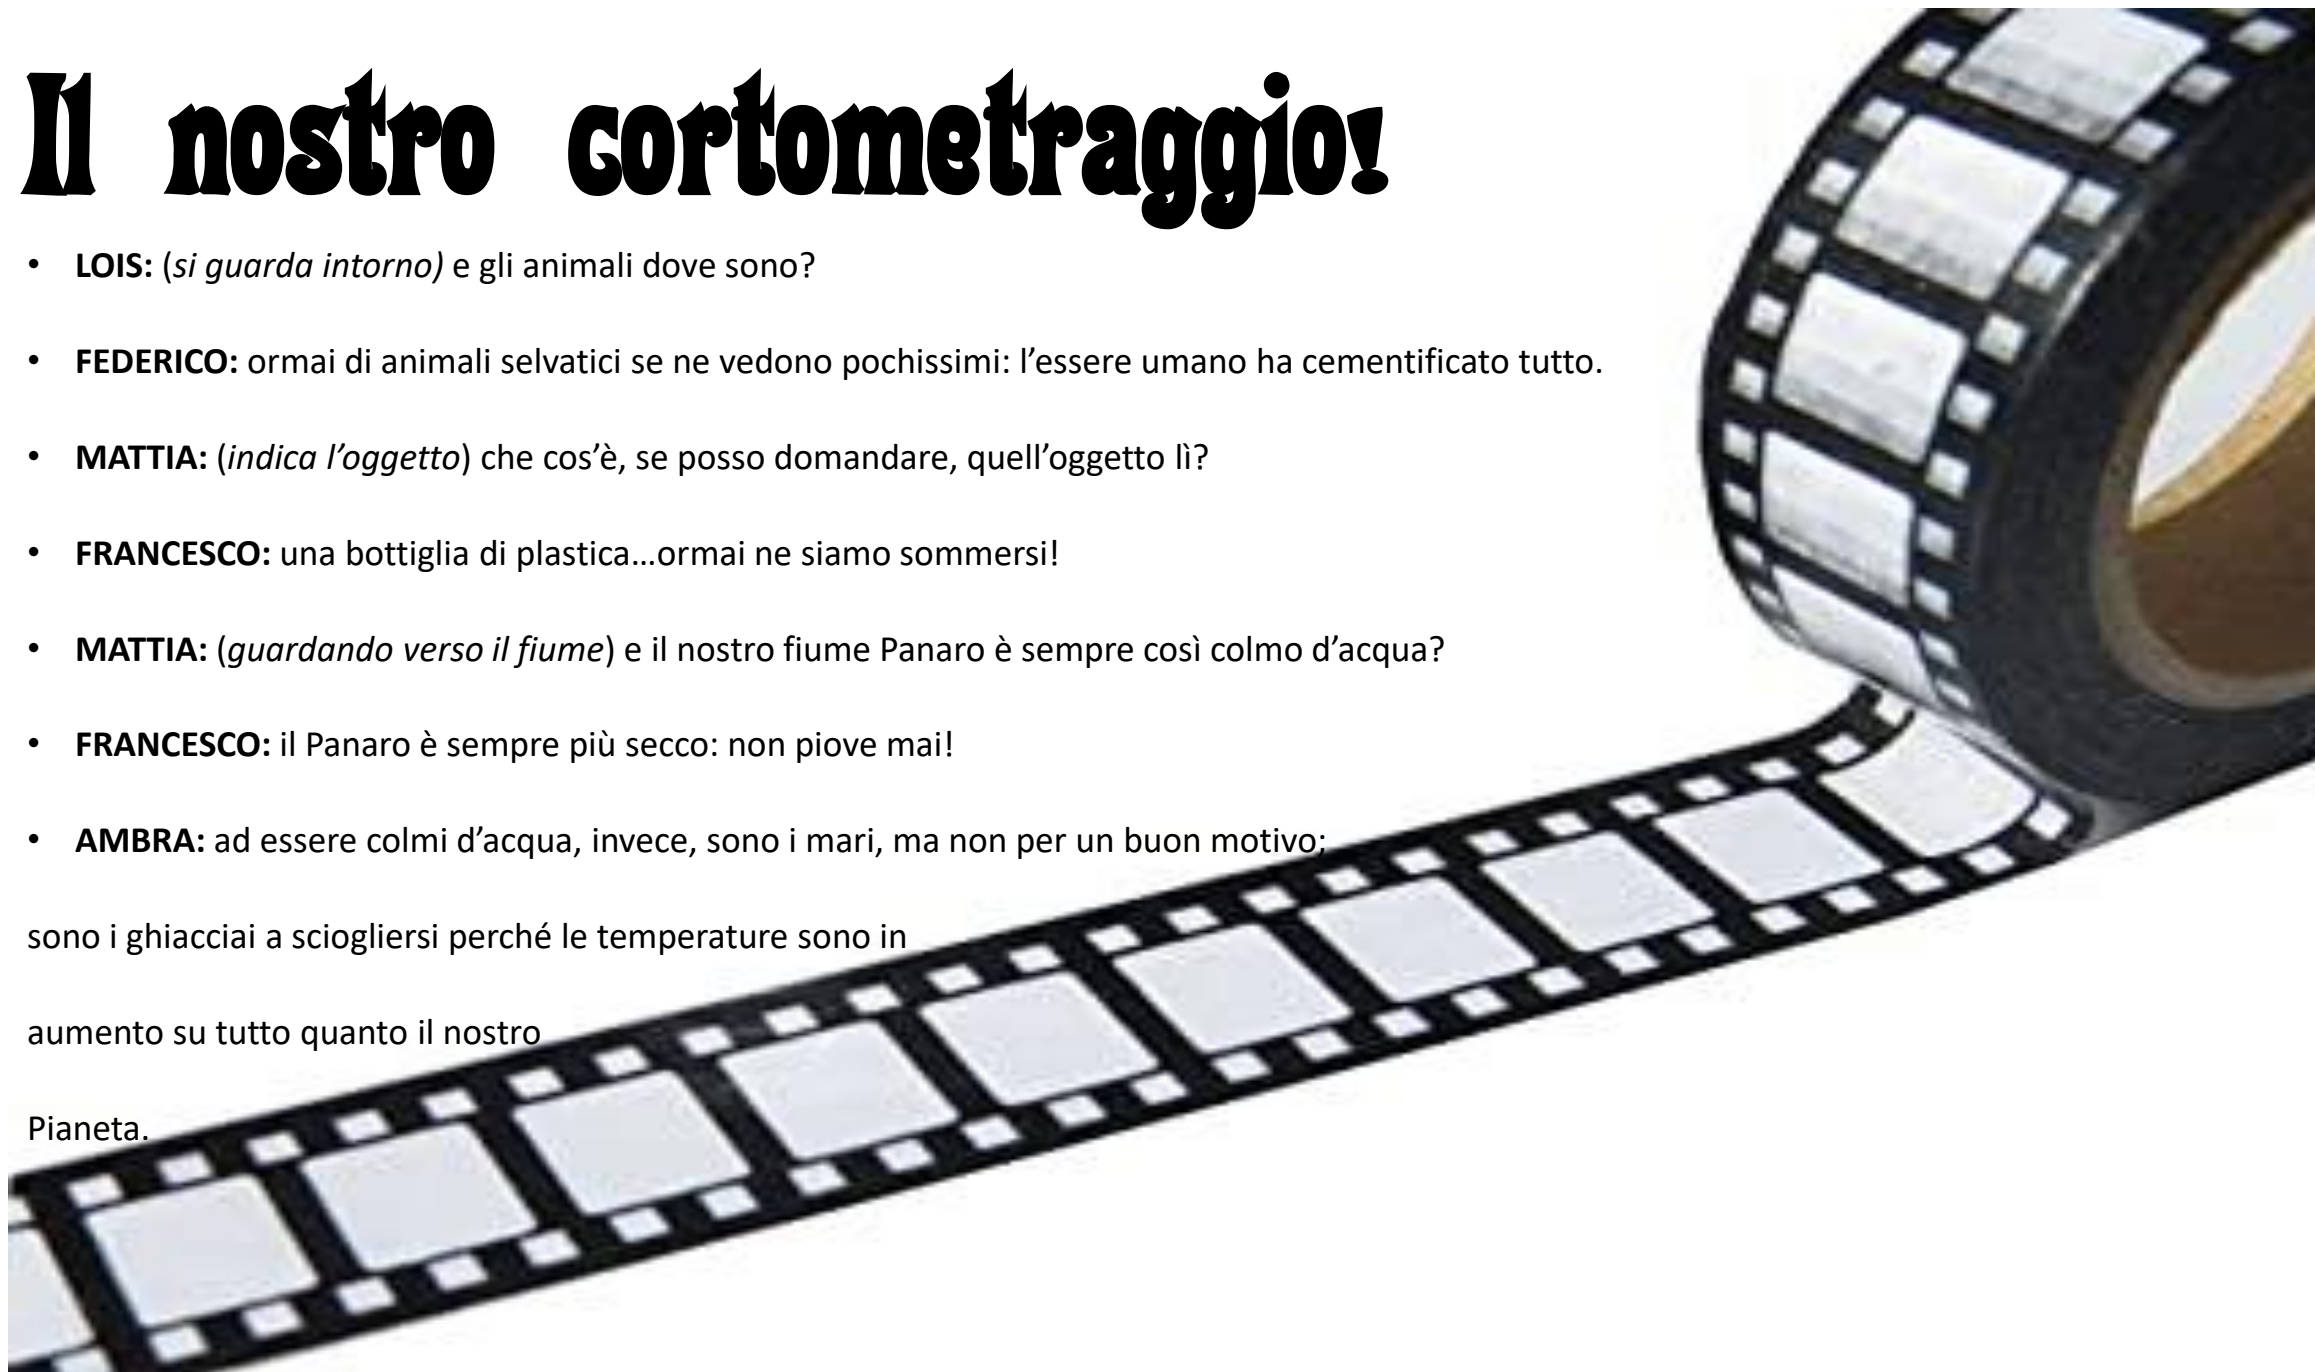 Il nostro cortometraggio!
• LOIS: (si guarda intorno) e gli animali dove sono?
• FEDERICO: ormai di animali selvatici se ne vedono pochissimi: l’essere umano ha cementificato tutto.
• MATTIA: (indica l’oggetto) che cos’è, se posso domandare, quell’oggetto lì?
• FRANCESCO: una bottiglia di plastica…ormai ne siamo sommersi!
• MATTIA: (guardando verso il fiume) e il nostro fiume Panaro è sempre così colmo d’acqua?
• FRANCESCO: il Panaro è sempre più secco: non piove mai!
• AMBRA: ad essere colmi d’acqua, invece, sono i mari, ma non per un buon motivo;
sono i ghiacciai a sciogliersi perché le temperature sono in
aumento su tutto quanto il nostro
Pianeta.